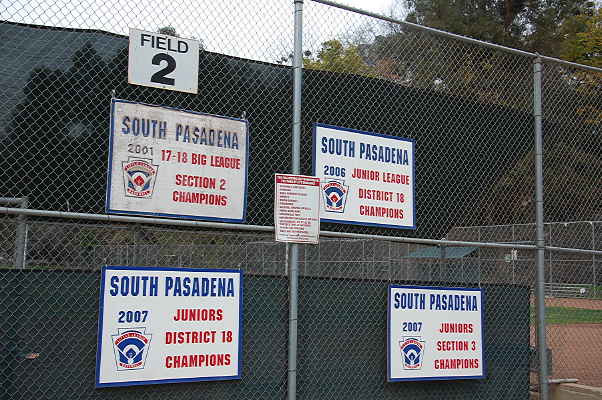 FIELD
2
SOUTH PASADENA
2001 17-18 BIG LEAGUE
SECTION 2
CHAMPIONS
SOUTH PASADENA
2006 JUNIOR LEAGUE
DISTRICT 18
CHAMPIONS
SOUTH PASADENA
2007 JUNIORS
DISTRICT 18
CHAMPIONS
SOUTH PASADENA
2007 JUNIORS
SECTION 3
CHAMPIONS